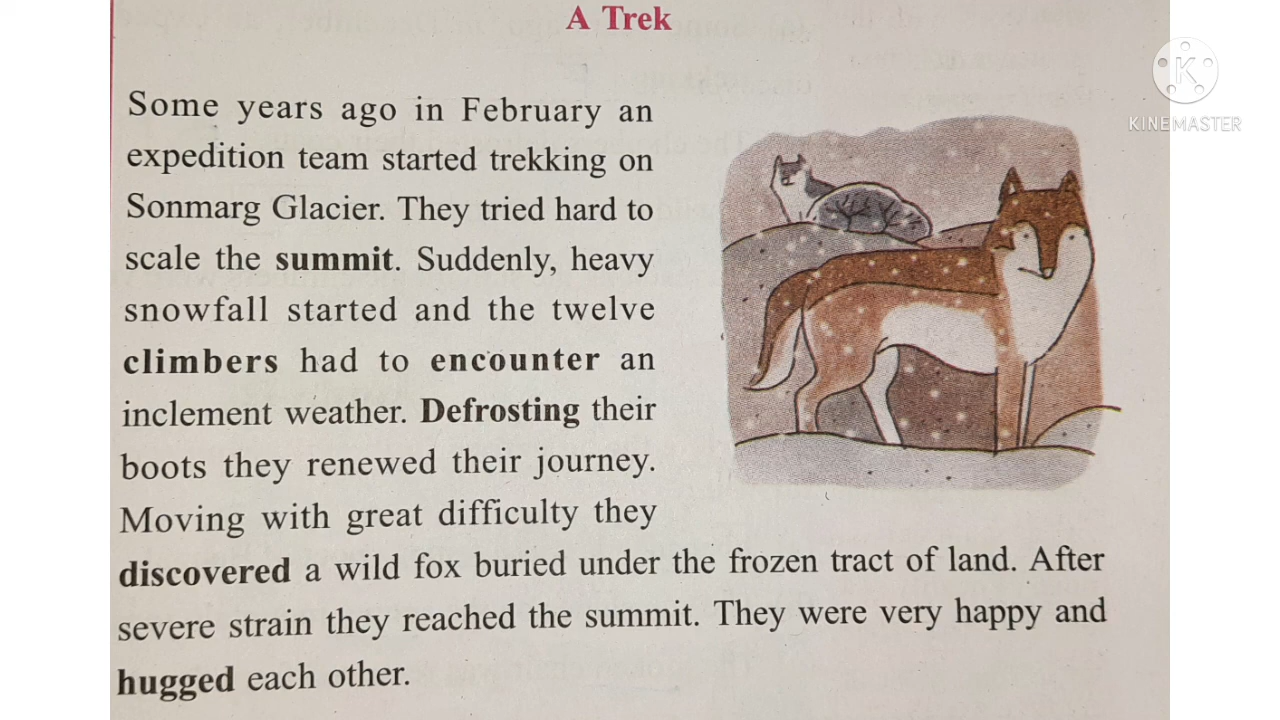 A Trek
Some years ago in February an
expedition team started trekking on
Sonmarg Glacier. They tried hard to
scale the summit. Suddenly, heavy
snowfall started and the twelve
climbers had to encounter an
inclement weather. Defrosting their
boots they renewed their journey.
Moving with great difficulty they
discovered a wild fox buried under the frozen tract of land. After
severe strain they reached the summit. They were very happy and
hugged each other.
K
KINEMASTER